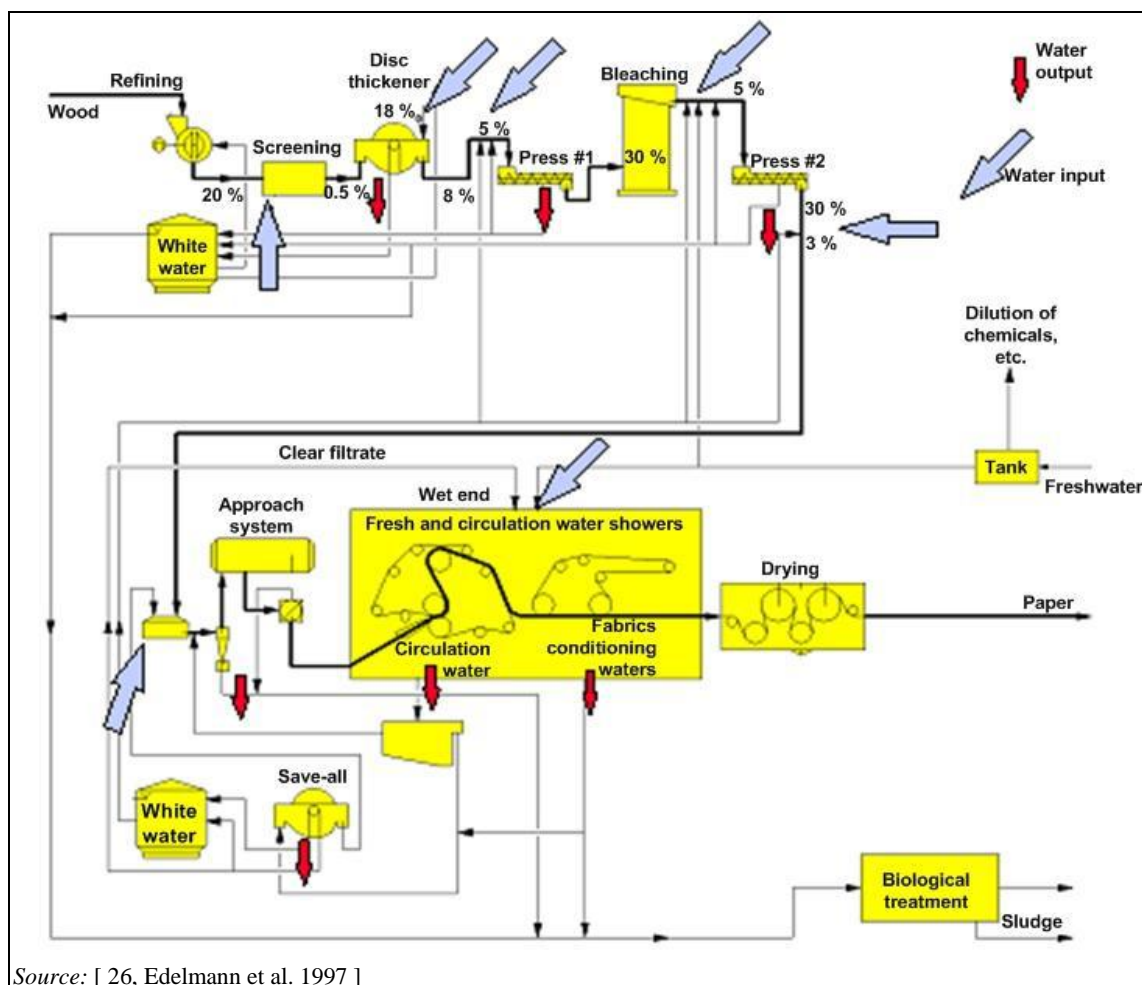 Disc
thickener
Bleaching
Water
output
Refining
Wood
18 %
5 %
5 %
Screening
Press #1
30 %
Press #2
Water input
20 %
0.5 %
8 %
30 %
3 %
White
water
Dilution of
chemicals,
etc.
Clear filtrate
Tank
Freshwater
Wet end
Approach
system
Fresh and circulation water showers
Drying
Paper
Circulation
water
Fabrics
conditioning
waters
Save-all
White
water
Biological
treatment
Sludge
Source: [ 26, Edelmann et al. 1997 ]